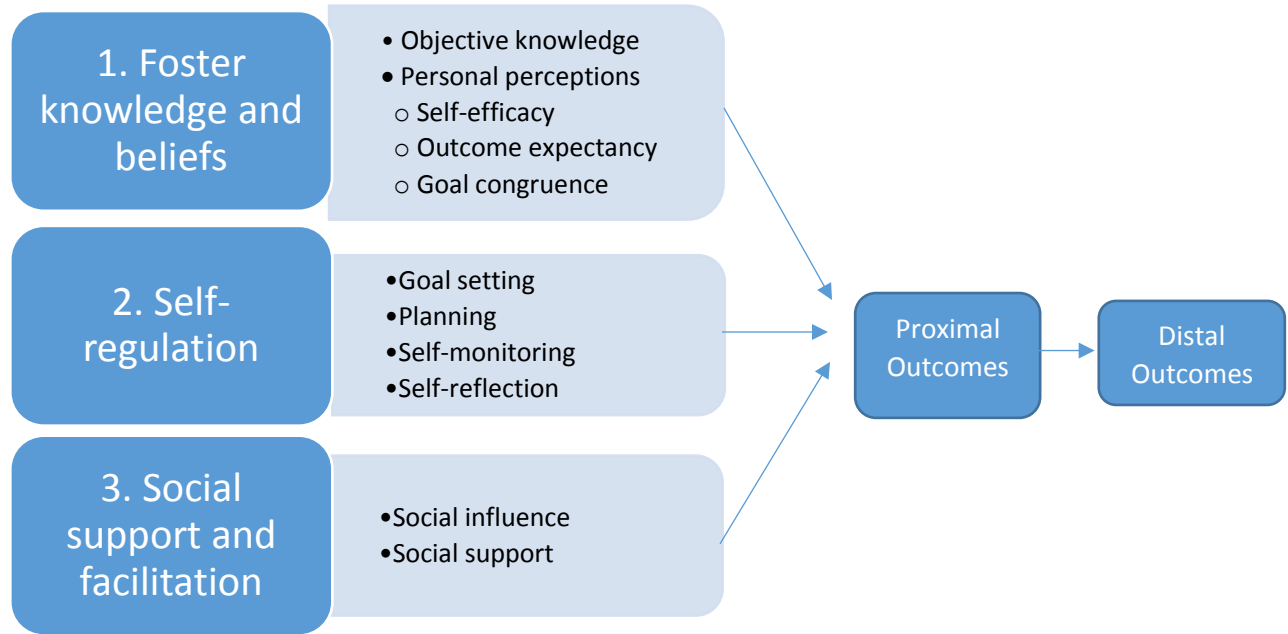 1. Foster
knowledge and
beliefs
• Objective knowledge
• Personal perceptions
o Self-efficacy
o Outcome expectancy
o Goal congruence
2. Self-
regulation
•Goal setting
•Planning
•Self-monitoring
•Self-reflection
3. Social
support and
facilitation
•Social influence
•Social support
Proximal
Outcomes
Distal
Outcomes